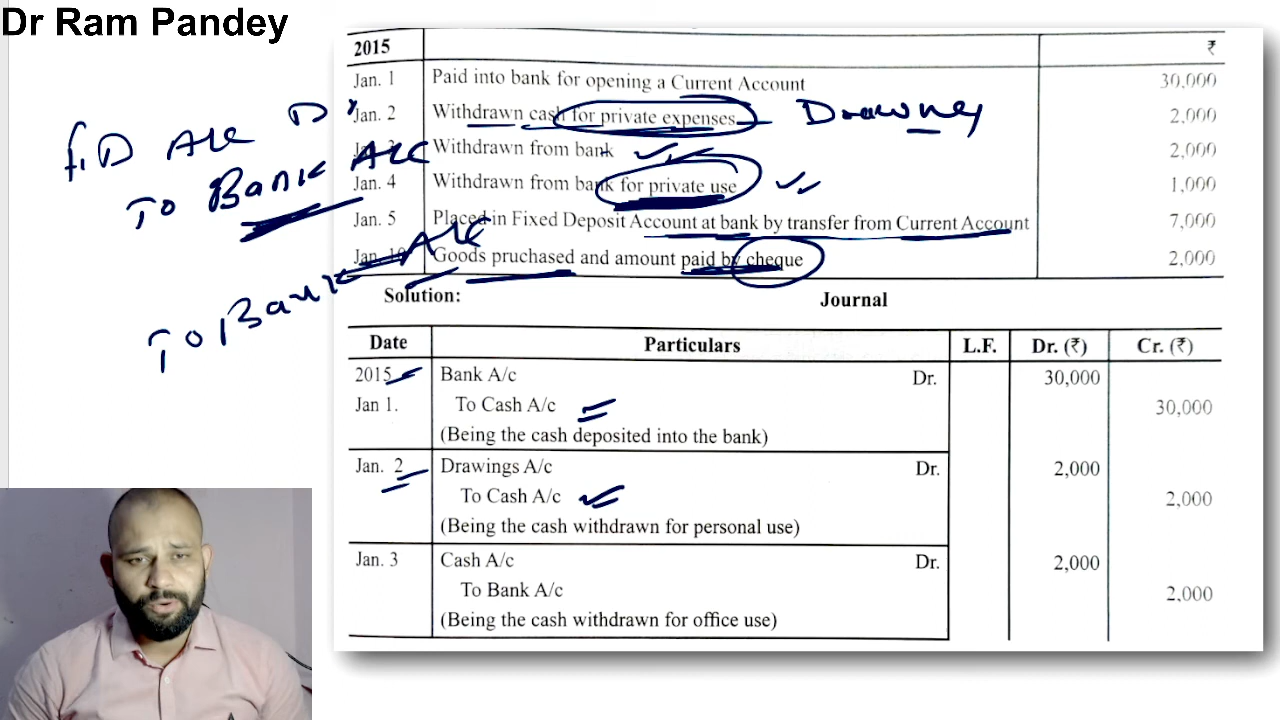 Dr Ram Pandey
2015 ₹
Jan. 1 Paid into bank for opening a Current Account 30,000
Jan. 2 Withdrawn cash for private expenses 2,000
Drawney
Withdrawn from bank 2,000
Jan. 4 Withdrawn from bank for private use 1,000
Jan. 5 Placed in Fixed Deposit Account at bank by transfer from Current Account 7,000
Jan. 10 Goods pruchased and amount paid by cheque 2,000
f.D A/c Dr
To Bank A/c
To Bank A/c
Solution: Journal
Date Particulars L.F. Dr. (₹) Cr. (₹)
2015 Bank A/c Dr. 30,000
Jan 1. To Cash A/c 30,000
(Being the cash deposited into the bank)
Jan. 2 Drawings A/c Dr. 2,000
To Cash A/c 2,000
(Being the cash withdrawn for personal use)
Jan. 3 Cash A/c Dr. 2,000
To Bank A/c 2,000
(Being the cash withdrawn for office use)